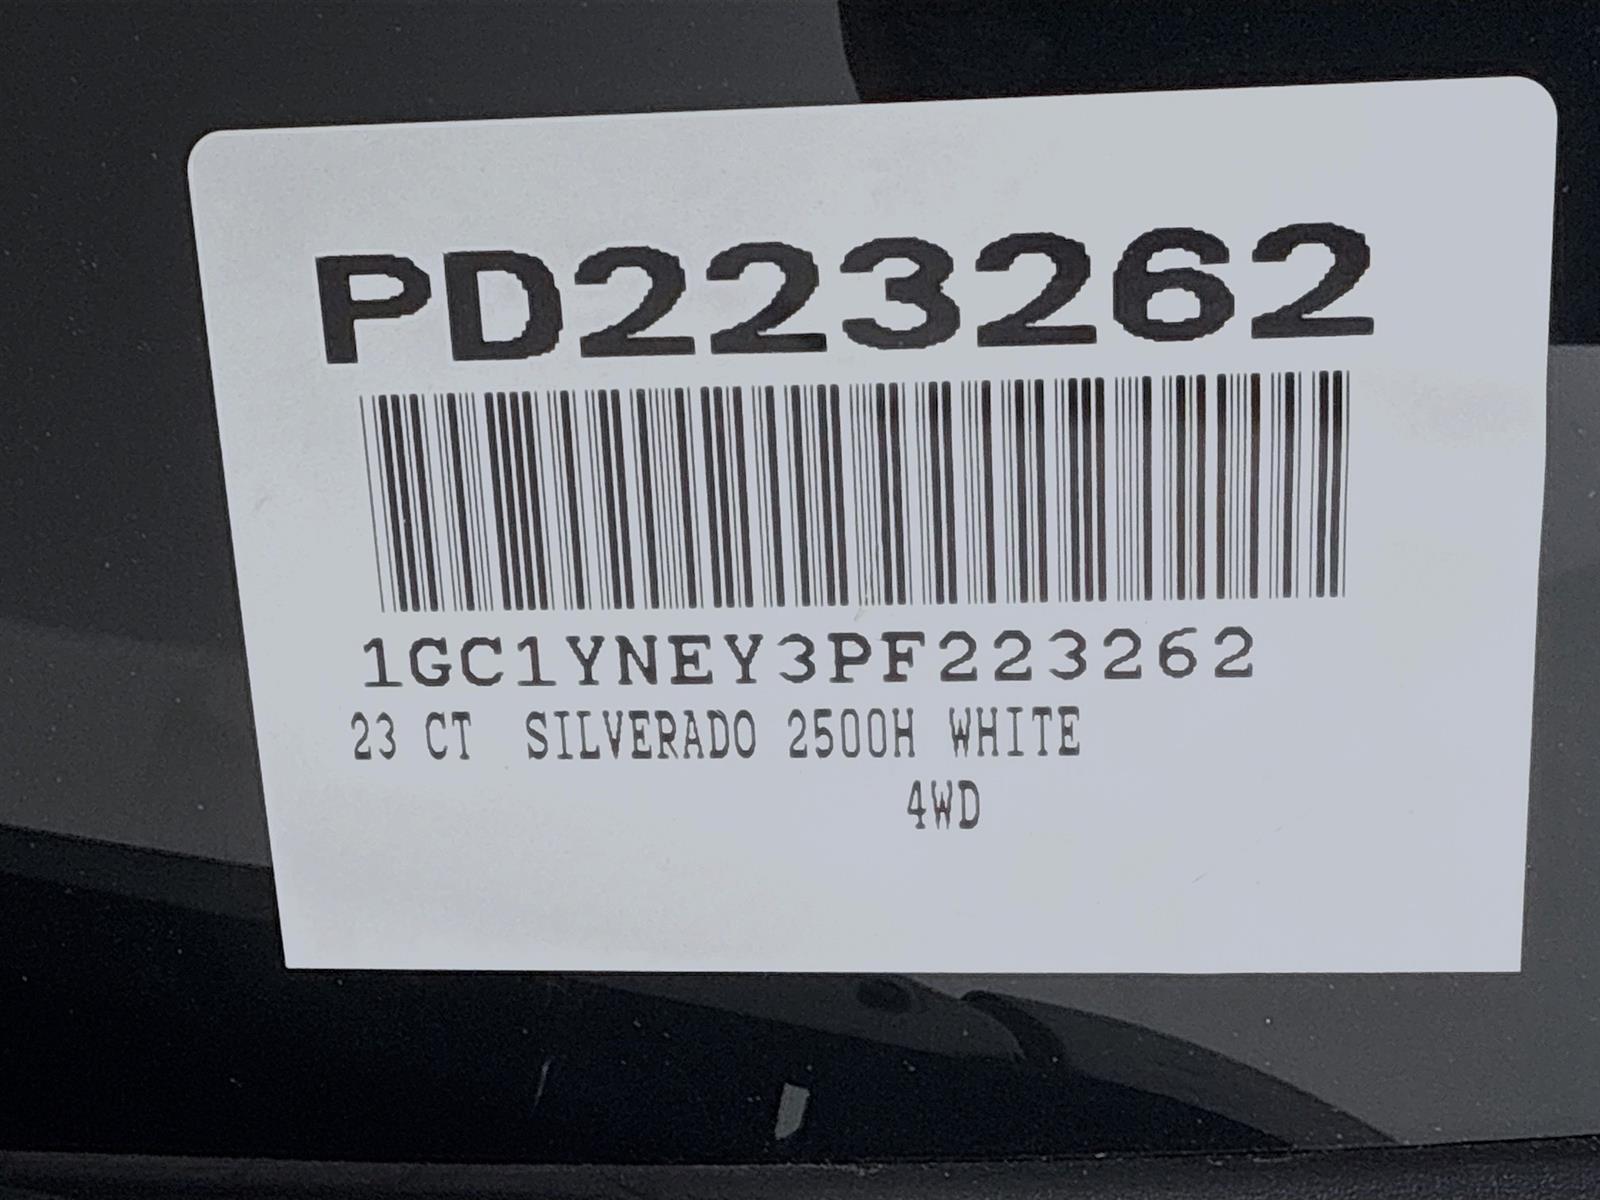 PD223262
1GC1YNEY3PF223262
23 CT SILVERADO 2500H WHITE
4WD